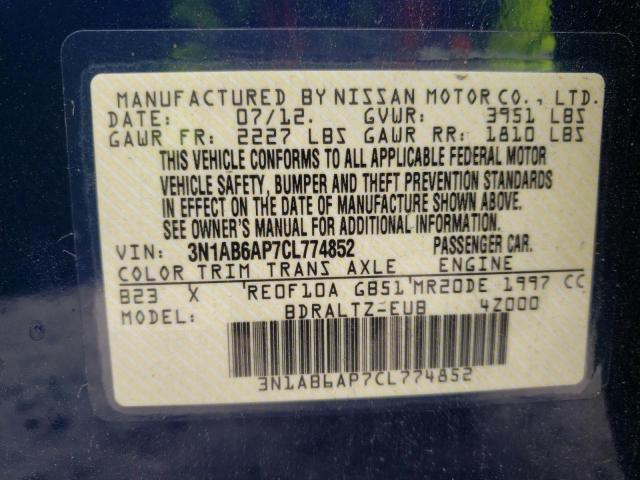 MANUFACTURED BY NISSAN MOTOR CO., LTD.
DATE: 07/12. GVWR: 3951 LBS
GAWR FR: 2227 LBS GAWR RR: 1810 LBS
THIS VEHICLE CONFORMS TO ALL APPLICABLE FEDERAL MOTOR
VEHICLE SAFETY, BUMPER AND THEFT PREVENTION STANDARDS
IN EFFECT ON THE DATE OF MANUFACTURE SHOWN ABOVE.
SEE OWNER'S MANUAL FOR ADDITIONAL INFORMATION.
VIN: 3N1AB6AP7CL774852 PASSENGER CAR.
COLOR TRIM TRANS AXLE ENGINE
B23 X RE0F10A GB51 MR20DE 1997 CC
MODEL: BDRALTZ-EUB 4Z000
3N1AB6AP7CL774852